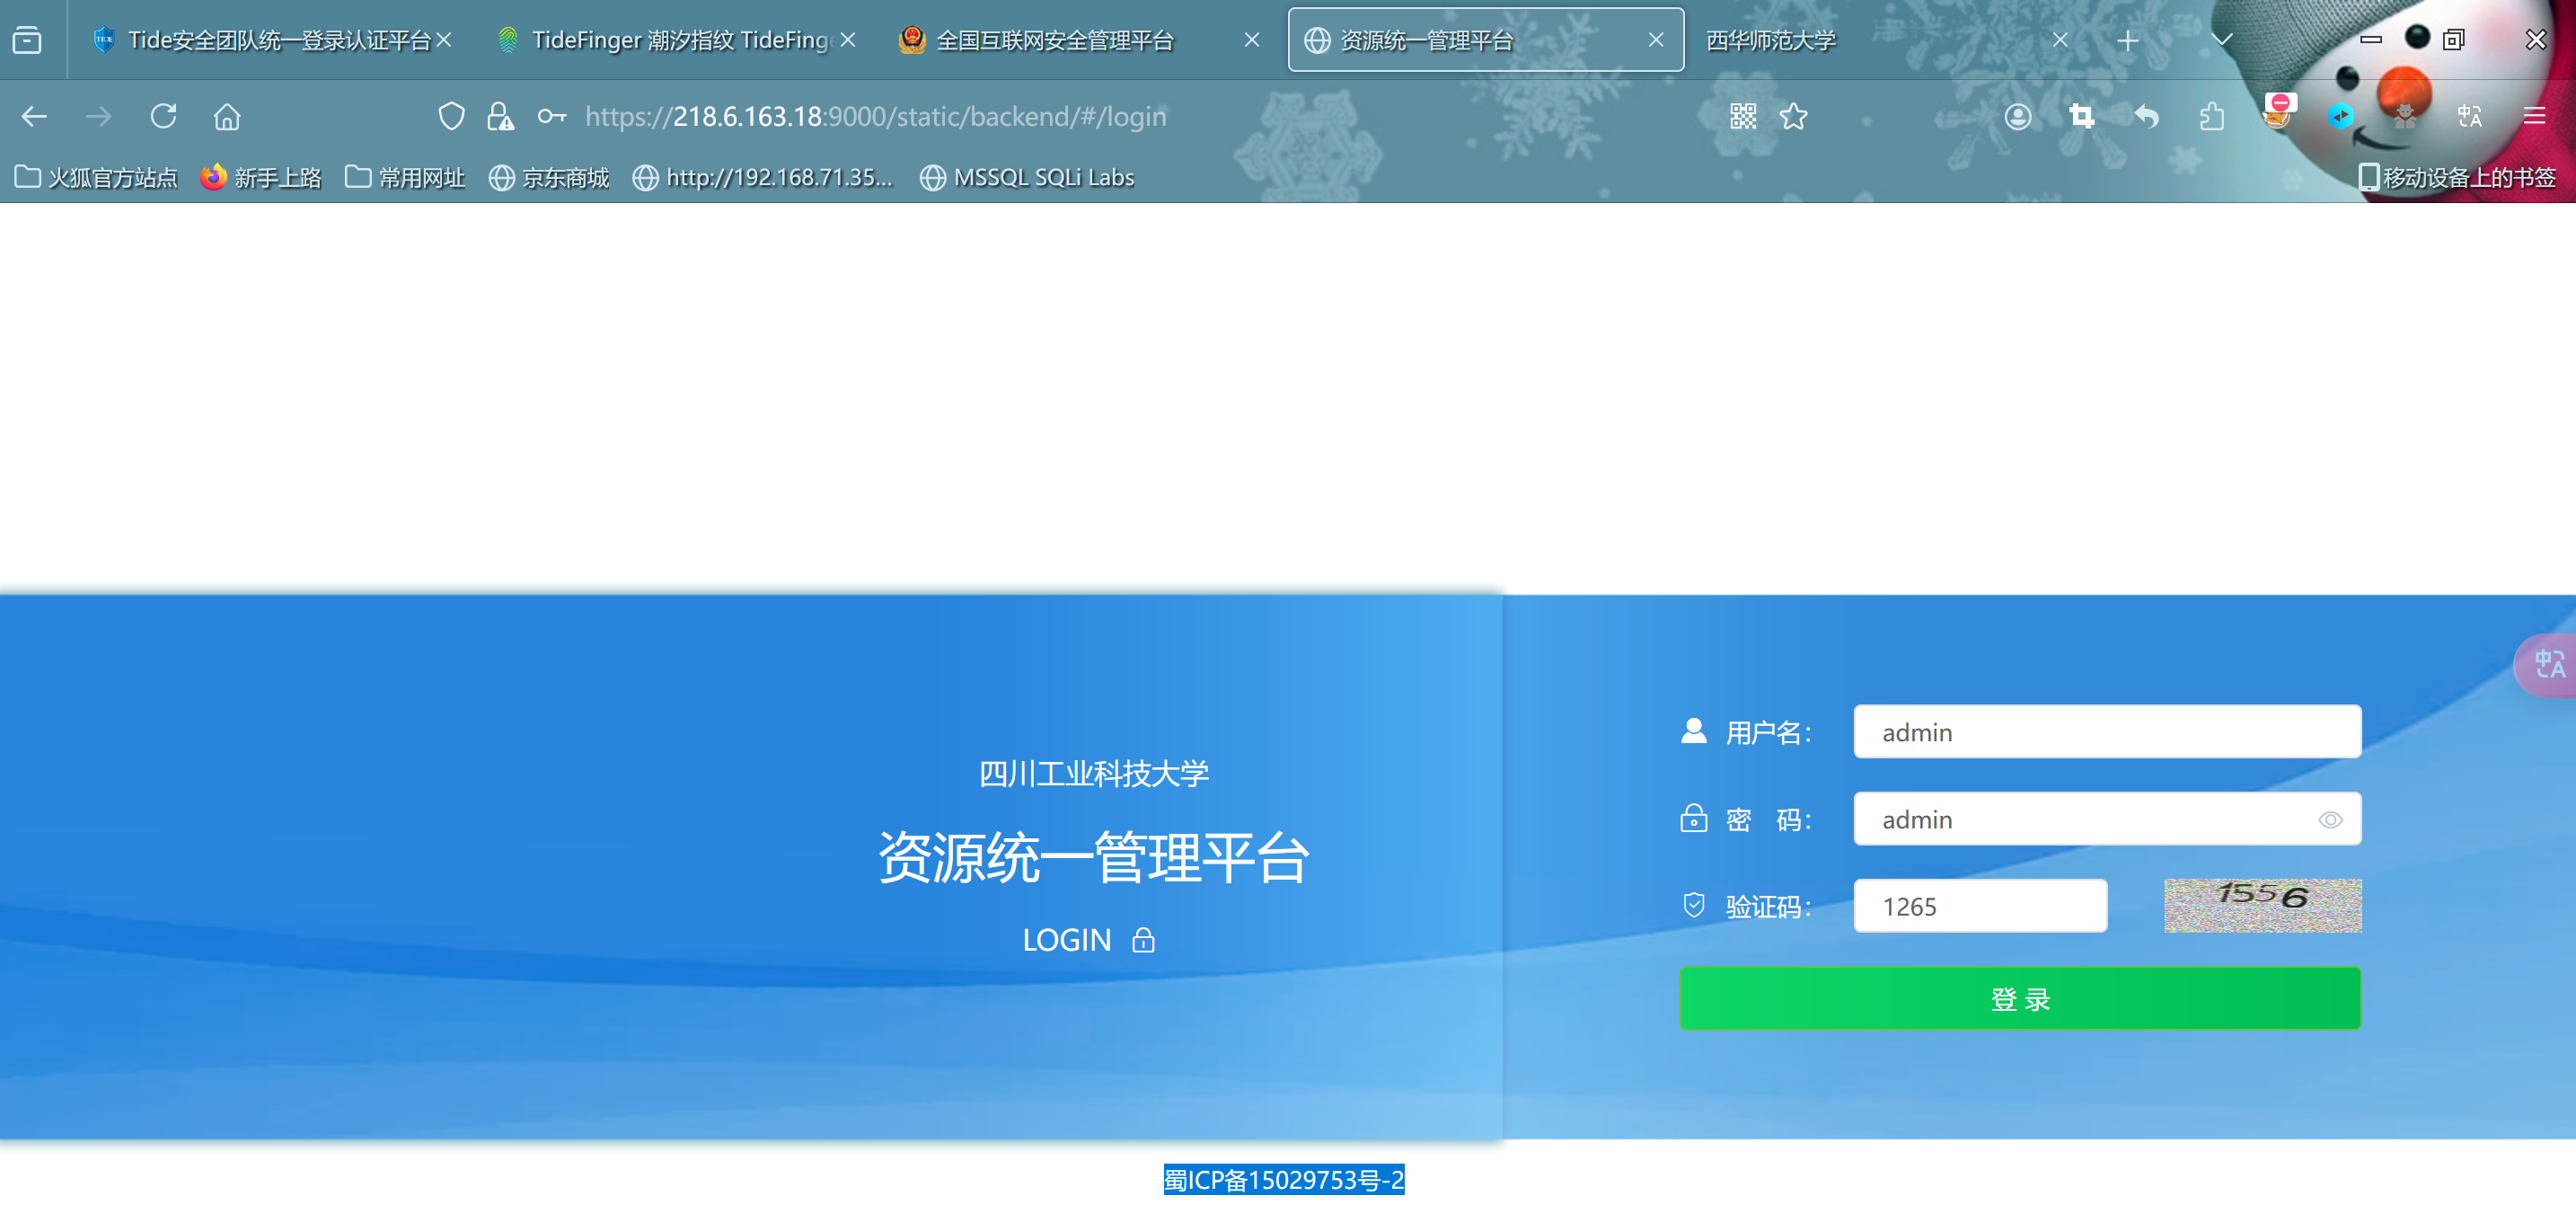 Tide安全团队统一登录认证平台
TideFinger 潮汐指纹 TideFinge
全国互联网安全管理平台
资源统一管理平台
西华师范大学
https://218.6.163.18:9000/static/backend/#/login
火狐官方站点
新手上路
常用网址
京东商城
http://192.168.71.35...
MSSQL SQLi Labs
移动设备上的书签
四川工业科技大学
资源统一管理平台
LOGIN
用户名：
admin
密 码：
admin
验证码：
1265
1556
登 录
蜀ICP备15029753号-2